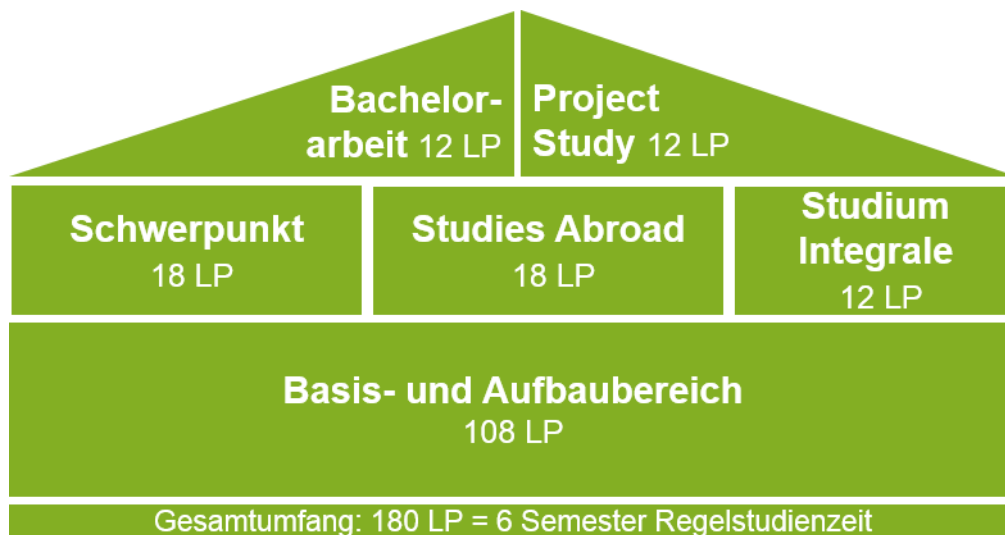 Bachelor-
arbeit 12 LP
Project
Study 12 LP
Schwerpunkt
18 LP
Studies Abroad
18 LP
Studium
Integrale
12 LP
Basis- und Aufbaubereich
108 LP
Gesamtumfang: 180 LP = 6 Semester Regelstudienzeit